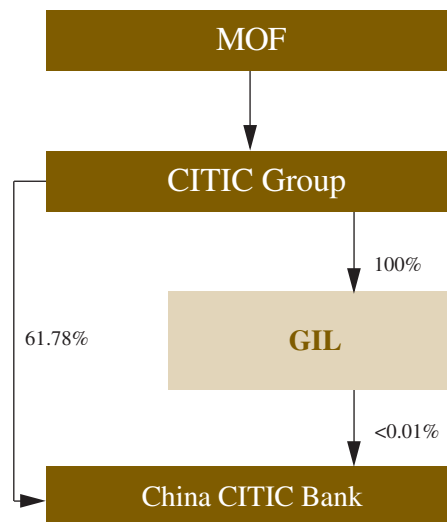 MOF
CITIC Group
100%
GIL
61.78%
<0.01%
China CITIC Bank